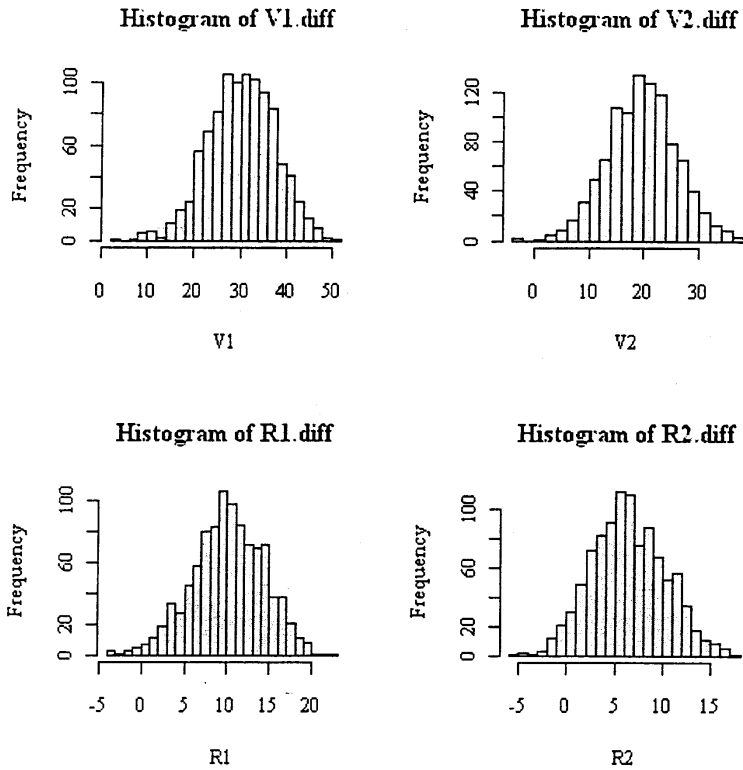 Histogram of V1.diff
Frequency
0 20 60 100
0 10 20 30 40 50
V1
Histogram of V2.diff
Frequency
0 40 80 120
0 10 20 30
V2
Histogram of R1.diff
Frequency
0 20 60 100
-5 0 5 10 15 20
R1
Histogram of R2.diff
Frequency
0 20 60 100
-5 0 5 10 15
R2